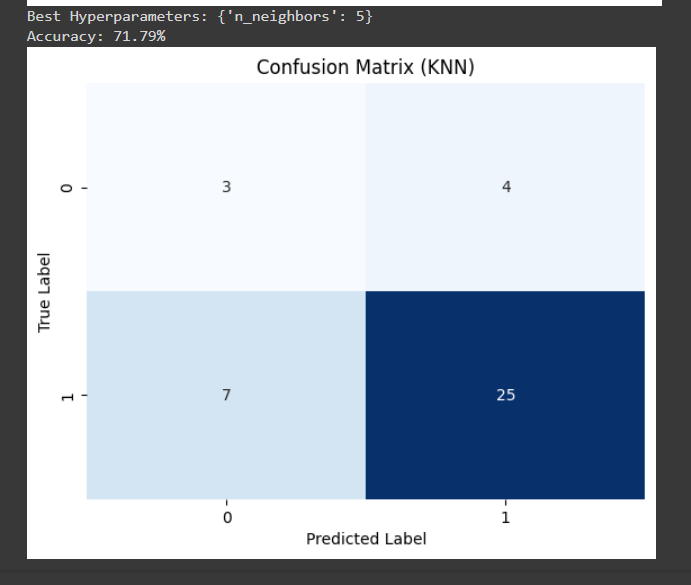 Best Hyperparameters: {'n_neighbors': 5}
Accuracy: 71.79%
Confusion Matrix (KNN)
True Label
0
3 4
1
7 25
0 1
Predicted Label